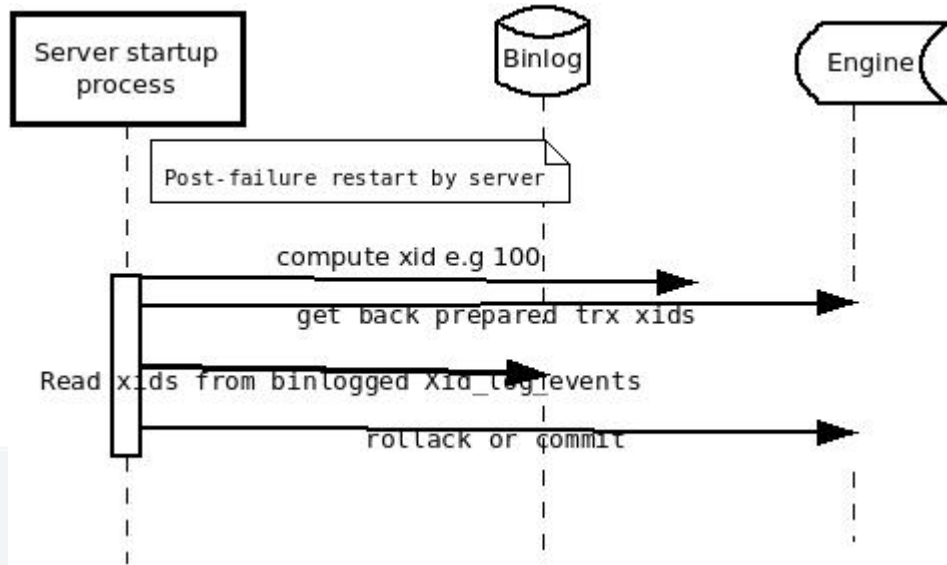 Server startup
process
Binlog
Engine
Post-failure restart by server
compute xid e.g 100
get back prepared trx xids
Read xids from binlogged Xid_log_events
rollack or commit